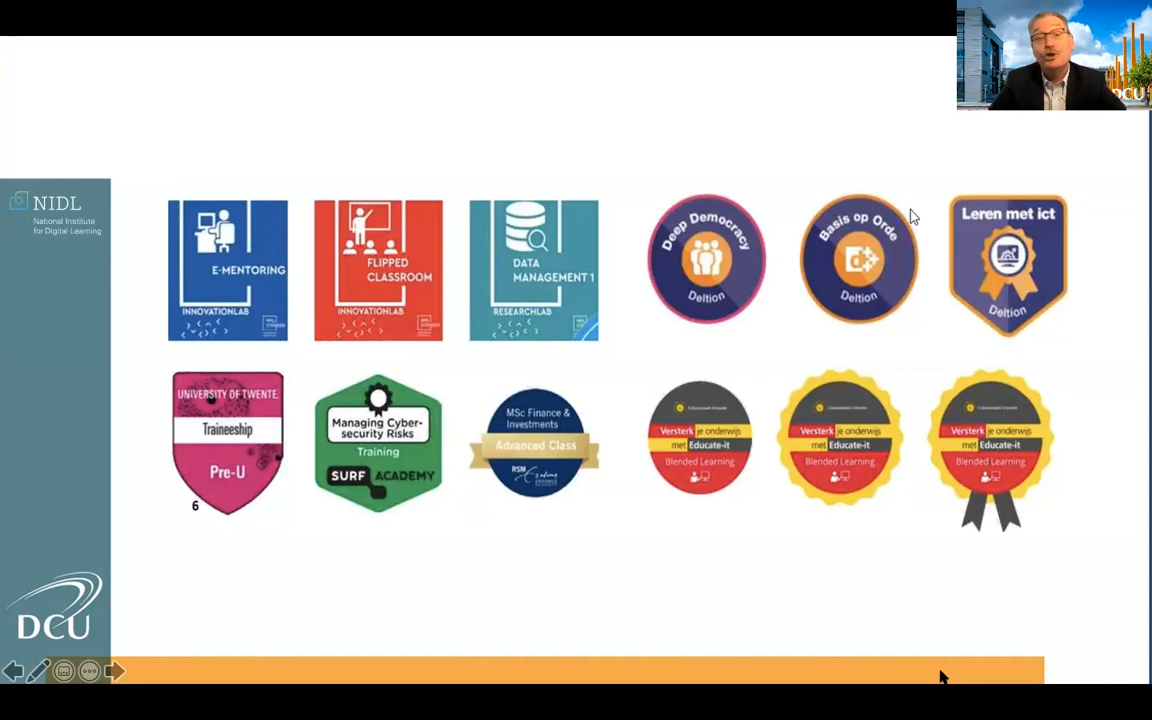 NIDL
National Institute
for Digital Learning
DCU
DCU
E-MENTORING
INNOVATIONLAB
FLIPPED
CLASSROOM
INNOVATIONLAB
DATA
MANAGEMENT 1
RESEARCHLAB
Deep Democracy
Deltion
Basis op Orde
Deltion
Leren met ict
Deltion
UNIVERSITY OF TWENTE.
Traineeship
Pre-U
6
Managing Cyber-
security Risks
Training
SURF ACADEMY
MSc Finance &
Investments
Advanced Class
RSM
Versterk je onderwijs
met Educate-it
Blended Learning
Versterk je onderwijs
met Educate-it
Blended Learning
Versterk je onderwijs
met Educate-it
Blended Learning